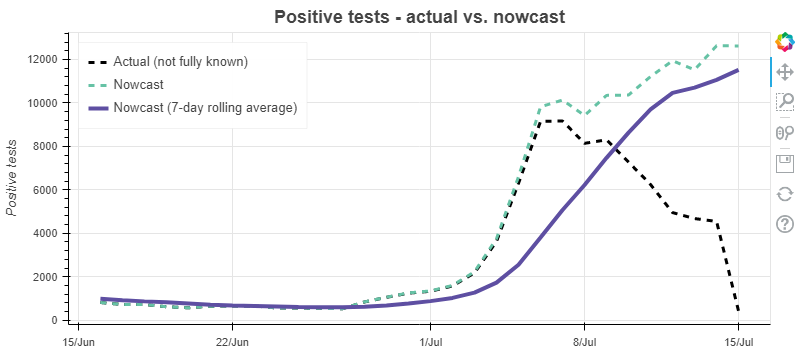 Positive tests - actual vs. nowcast
Actual (not fully known)
Nowcast
Nowcast (7-day rolling average)
Positive tests
12000
10000
8000
6000
4000
2000
0
15/Jun
22/Jun
1/Jul
8/Jul
15/Jul